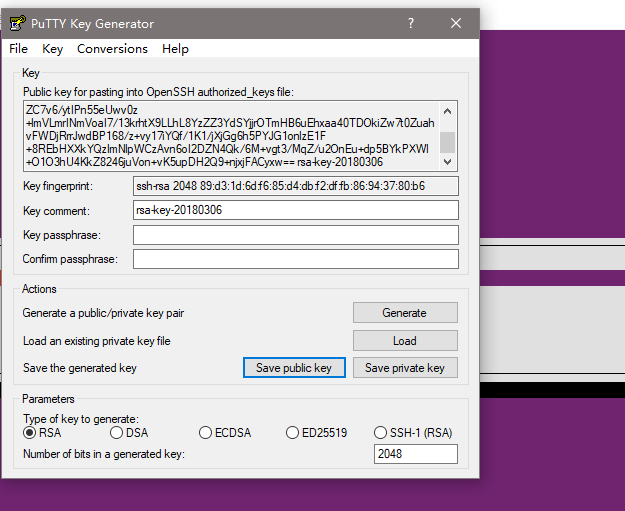 PuTTY Key Generator
?
File Key Conversions Help
Key
Public key for pasting into OpenSSH authorized_keys file:
ZC7v6/ytIPn55eUwv0z
+lmVLmrlNmVoaI7/13krhtX9LLhL8YzZZ3YdSYjjrOTmHB6uEhxaa40TDOkiZw7t0Zuah
vFWDjRrrJwdBP168/z+vy17iYQf/1K1/jXjGg6h5PYJG1onIzE1F
+8REbHXXkYQzImNIpWCzAvn6oI2DZN4Qk/6M+vgt3/MqZ/u2OnEu+dp5BYkPXWl
+O1O3hU4KkZ8246juVon+vK5upDH2Q9+njxjFACyxw== rsa-key-20180306
Key fingerprint: ssh-rsa 2048 89:d3:1d:6d:f6:85:d4:db:f2:df:fb:86:94:37:80:b6
Key comment: rsa-key-20180306
Key passphrase:
Confirm passphrase:
Actions
Generate a public/private key pair Generate
Load an existing private key file Load
Save the generated key Save public key Save private key
Parameters
Type of key to generate:
RSA DSA ECDSA ED25519 SSH-1 (RSA)
Number of bits in a generated key: 2048